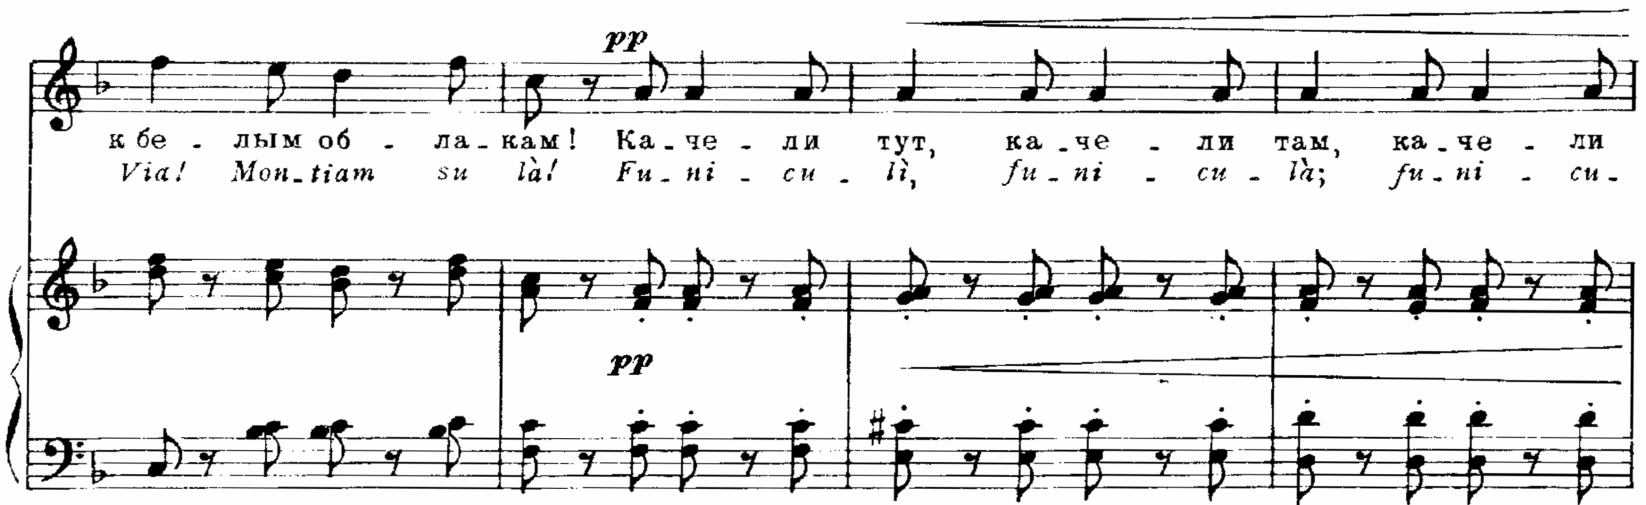 pp
к бе - лым об - ла - кам! Ка - че - ли тут, ка - че - ли там, ка - че - ли
Via! Mon - tiam su là! Fu - ni - cu - lì, fu - ni - cu - là; fu - ni - cu -
pp